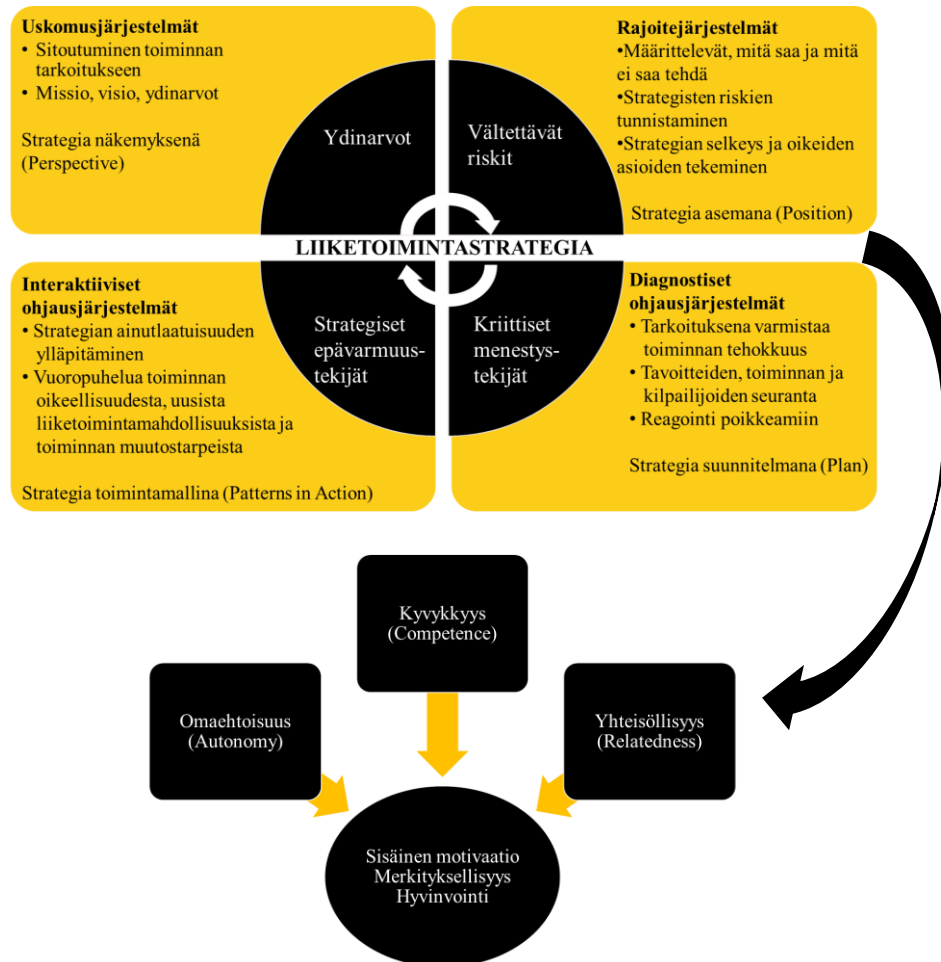 Uskomusjärjestelmät
• Sitoutuminen toiminnan
tarkoitukseen
• Missio, visio, ydinarvot
Strategia näkemyksenä
(Perspective)
Ydinarvot
Vältettävät
riskit
Rajoitejärjestelmät
•Määrittelevät, mitä saa ja mitä
ei saa tehdä
•Strategisten riskien
tunnistaminen
•Strategian selkeys ja oikeiden
asioiden tekeminen
Strategia asemana (Position)
LIIKETOIMINTASTRATEGIA
Interaktiiviset
ohjausjärjestelmät
• Strategian ainutlaatuisuuden
ylläpitäminen
• Vuoropuhelua toiminnan
oikeellisuudesta, uusista
liiketoimintamahdollisuuksista ja
toiminnan muutostarpeista
Strategia toimintamallina (Patterns in Action)
Strategiset
epävarmuus-
tekijät
Kriittiset
menestys-
tekijät
Diagnostiset
ohjausjärjestelmät
• Tarkoituksena varmistaa
toiminnan tehokkuus
• Tavoitteiden, toiminnan ja
kilpailijoiden seuranta
• Reagointi poikkeamiin
Strategia suunnitelmana (Plan)
Kyvykkyys
(Competence)
Omaehtoisuus
(Autonomy)
Yhteisöllisyys
(Relatedness)
Sisäinen motivaatio
Merkityksellisyys
Hyvinvointi